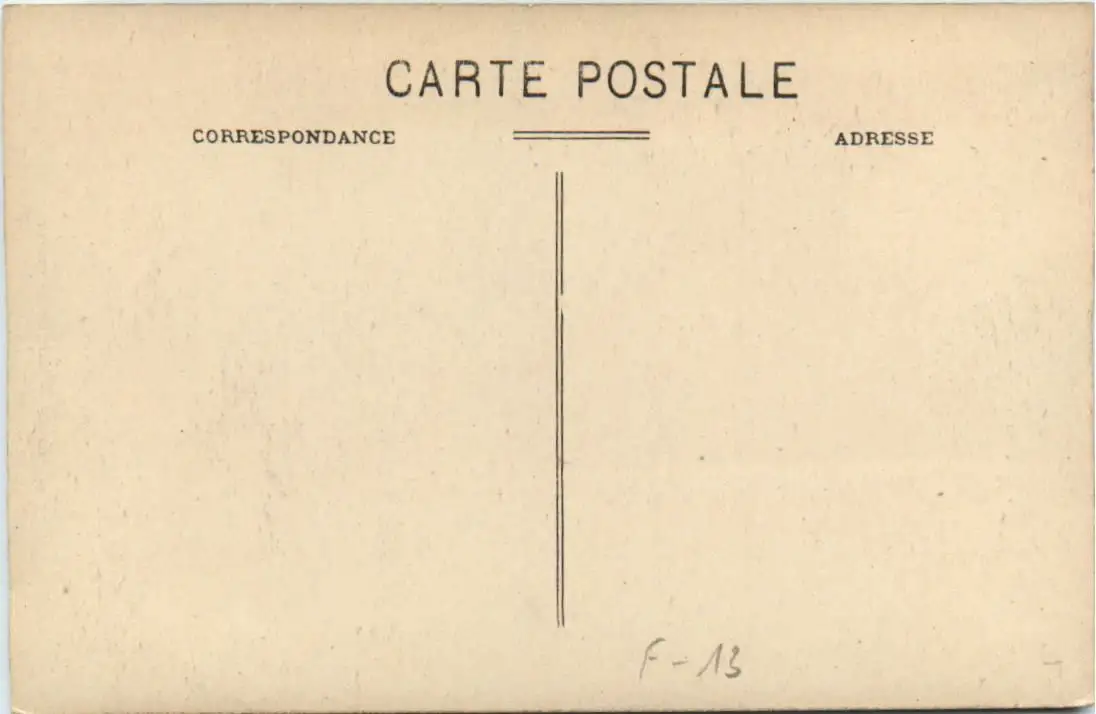 CARTE POSTALE
CORRESPONDANCE
ADRESSE
F-13